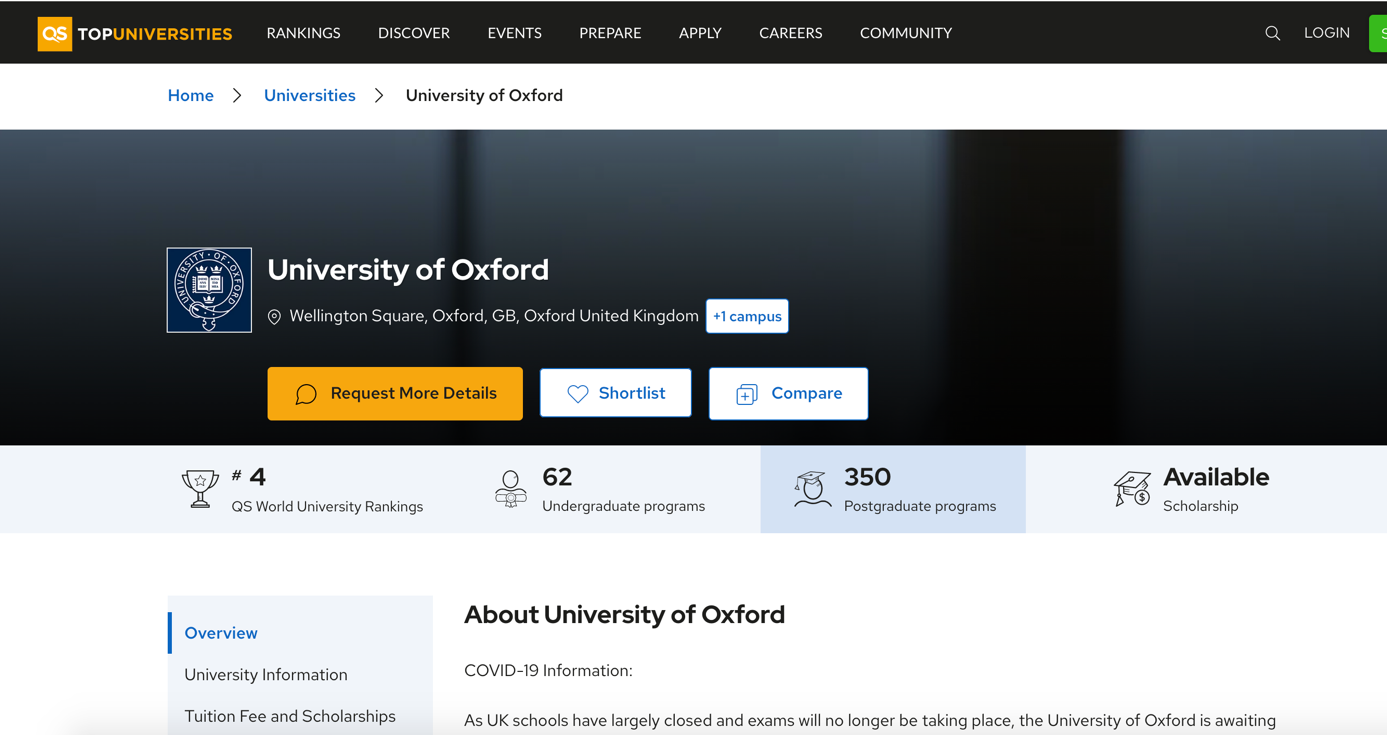 QS TOPUNIVERSITIES RANKINGS DISCOVER EVENTS PREPARE APPLY CAREERS COMMUNITY LOGIN S
Home > Universities > University of Oxford
UNIVERSITY · OF · OXFORD
University of Oxford
Wellington Square, Oxford, GB, Oxford United Kingdom +1 campus
Request More Details Shortlist Compare
# 4 62 350 Available
QS World University Rankings Undergraduate programs Postgraduate programs Scholarship
Overview
University Information
Tuition Fee and Scholarships
About University of Oxford
COVID-19 Information:
As UK schools have largely closed and exams will no longer be taking place, the University of Oxford is awaiting